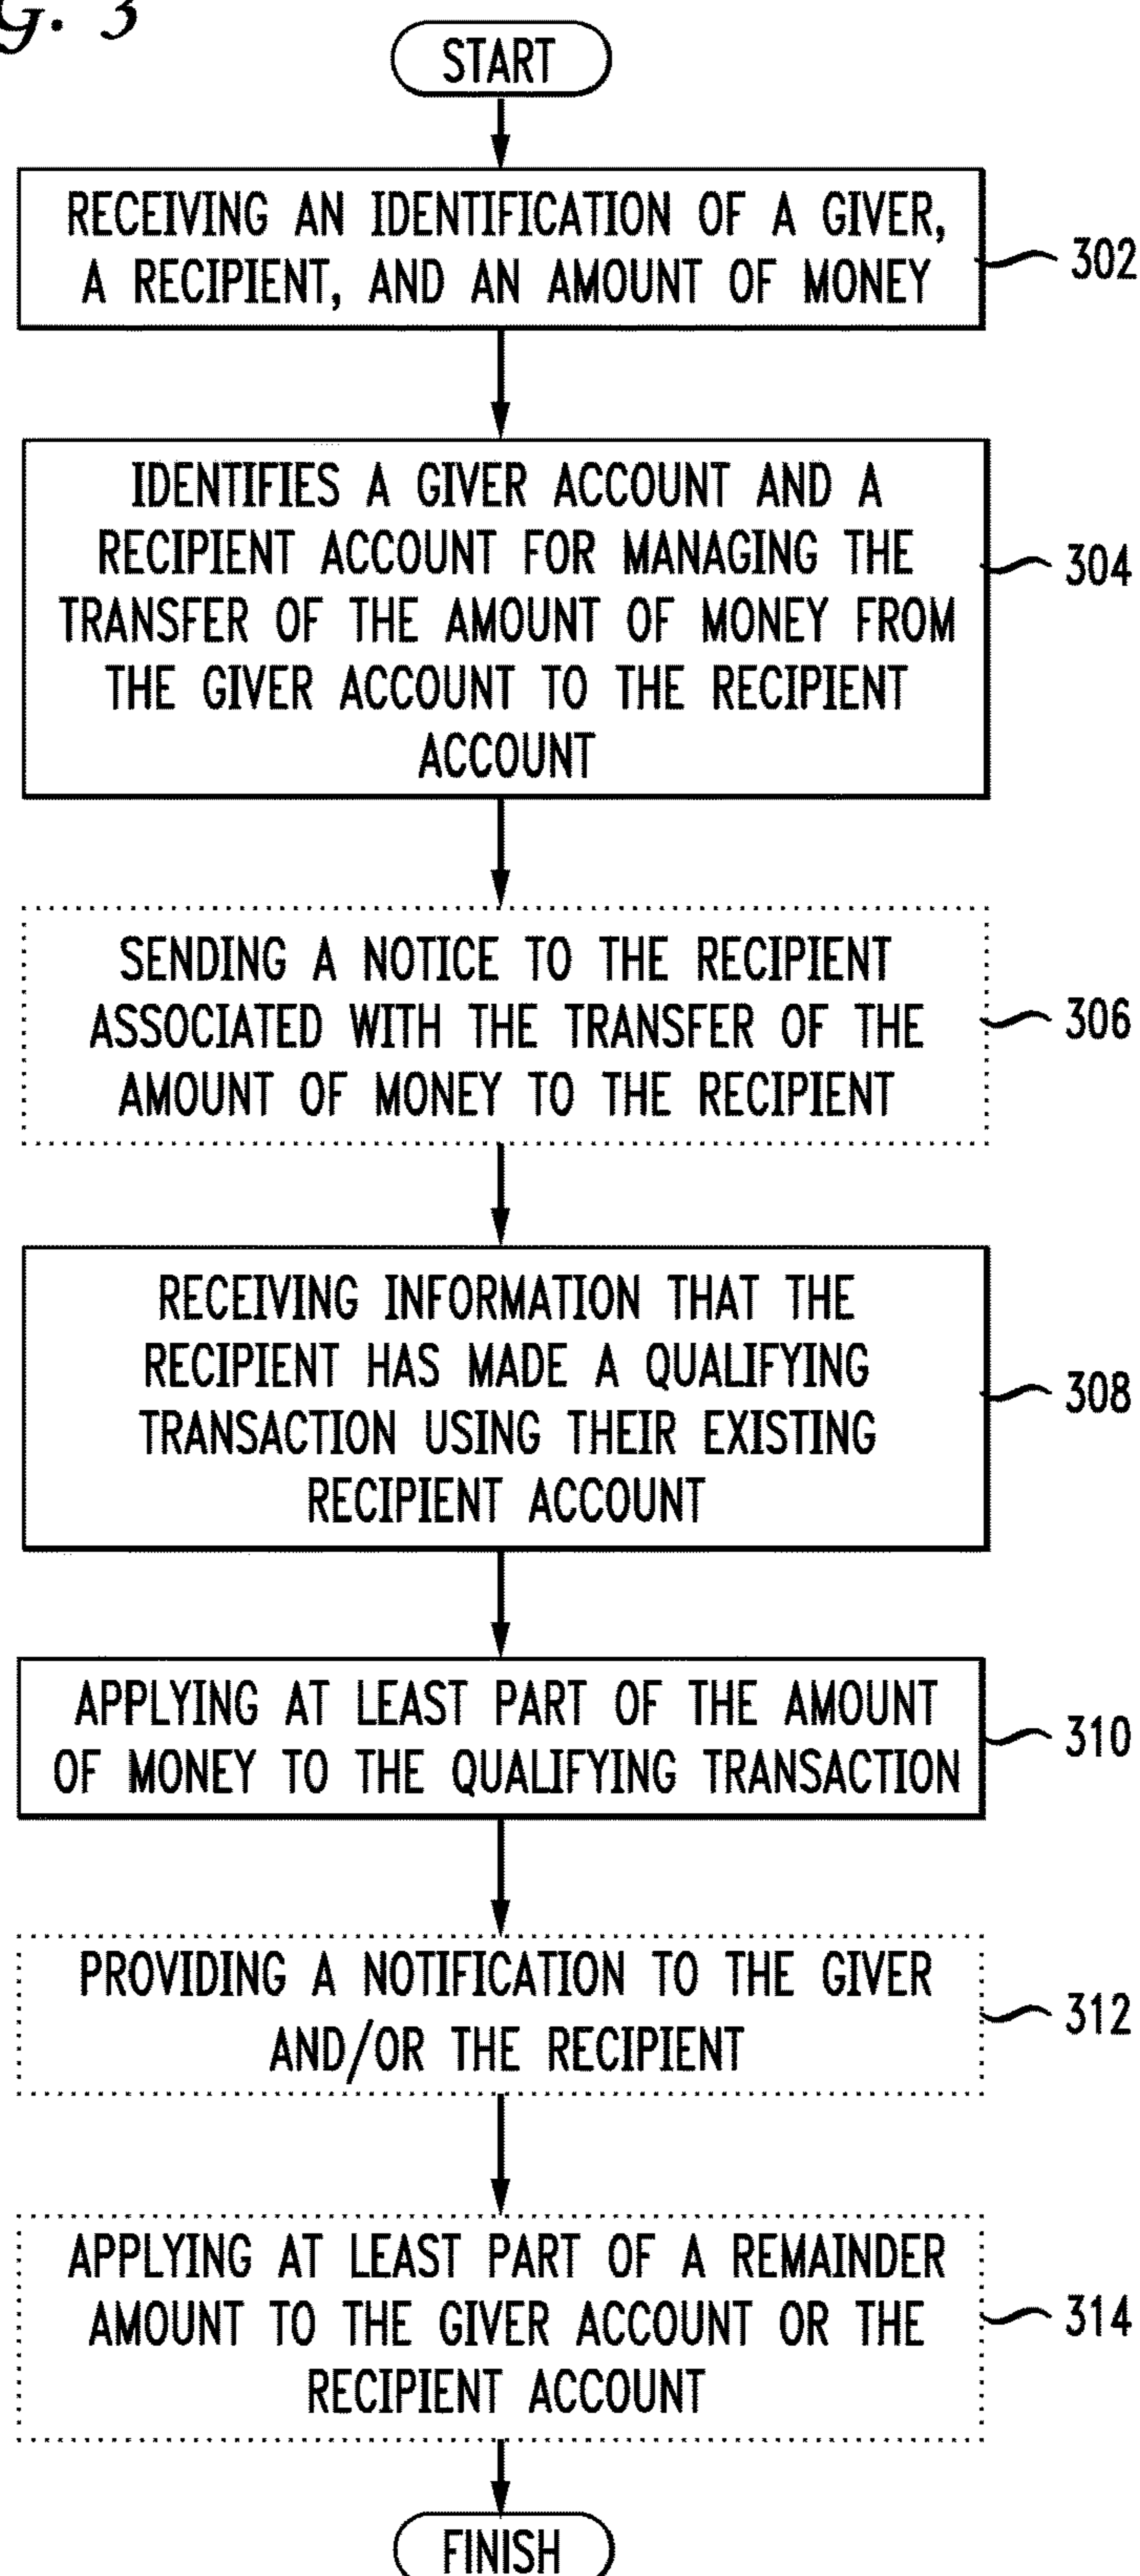 G. 3
START
RECEIVING AN IDENTIFICATION OF A GIVER,
A RECIPIENT, AND AN AMOUNT OF MONEY
302
IDENTIFIES A GIVER ACCOUNT AND A
RECIPIENT ACCOUNT FOR MANAGING THE
TRANSFER OF THE AMOUNT OF MONEY FROM
THE GIVER ACCOUNT TO THE RECIPIENT
ACCOUNT
304
SENDING A NOTICE TO THE RECIPIENT
ASSOCIATED WITH THE TRANSFER OF THE
AMOUNT OF MONEY TO THE RECIPIENT
306
RECEIVING INFORMATION THAT THE
RECIPIENT HAS MADE A QUALIFYING
TRANSACTION USING THEIR EXISTING
RECIPIENT ACCOUNT
308
APPLYING AT LEAST PART OF THE AMOUNT
OF MONEY TO THE QUALIFYING TRANSACTION
310
PROVIDING A NOTIFICATION TO THE GIVER
AND/OR THE RECIPIENT
312
APPLYING AT LEAST PART OF A REMAINDER
AMOUNT TO THE GIVER ACCOUNT OR THE
RECIPIENT ACCOUNT
314
FINISH